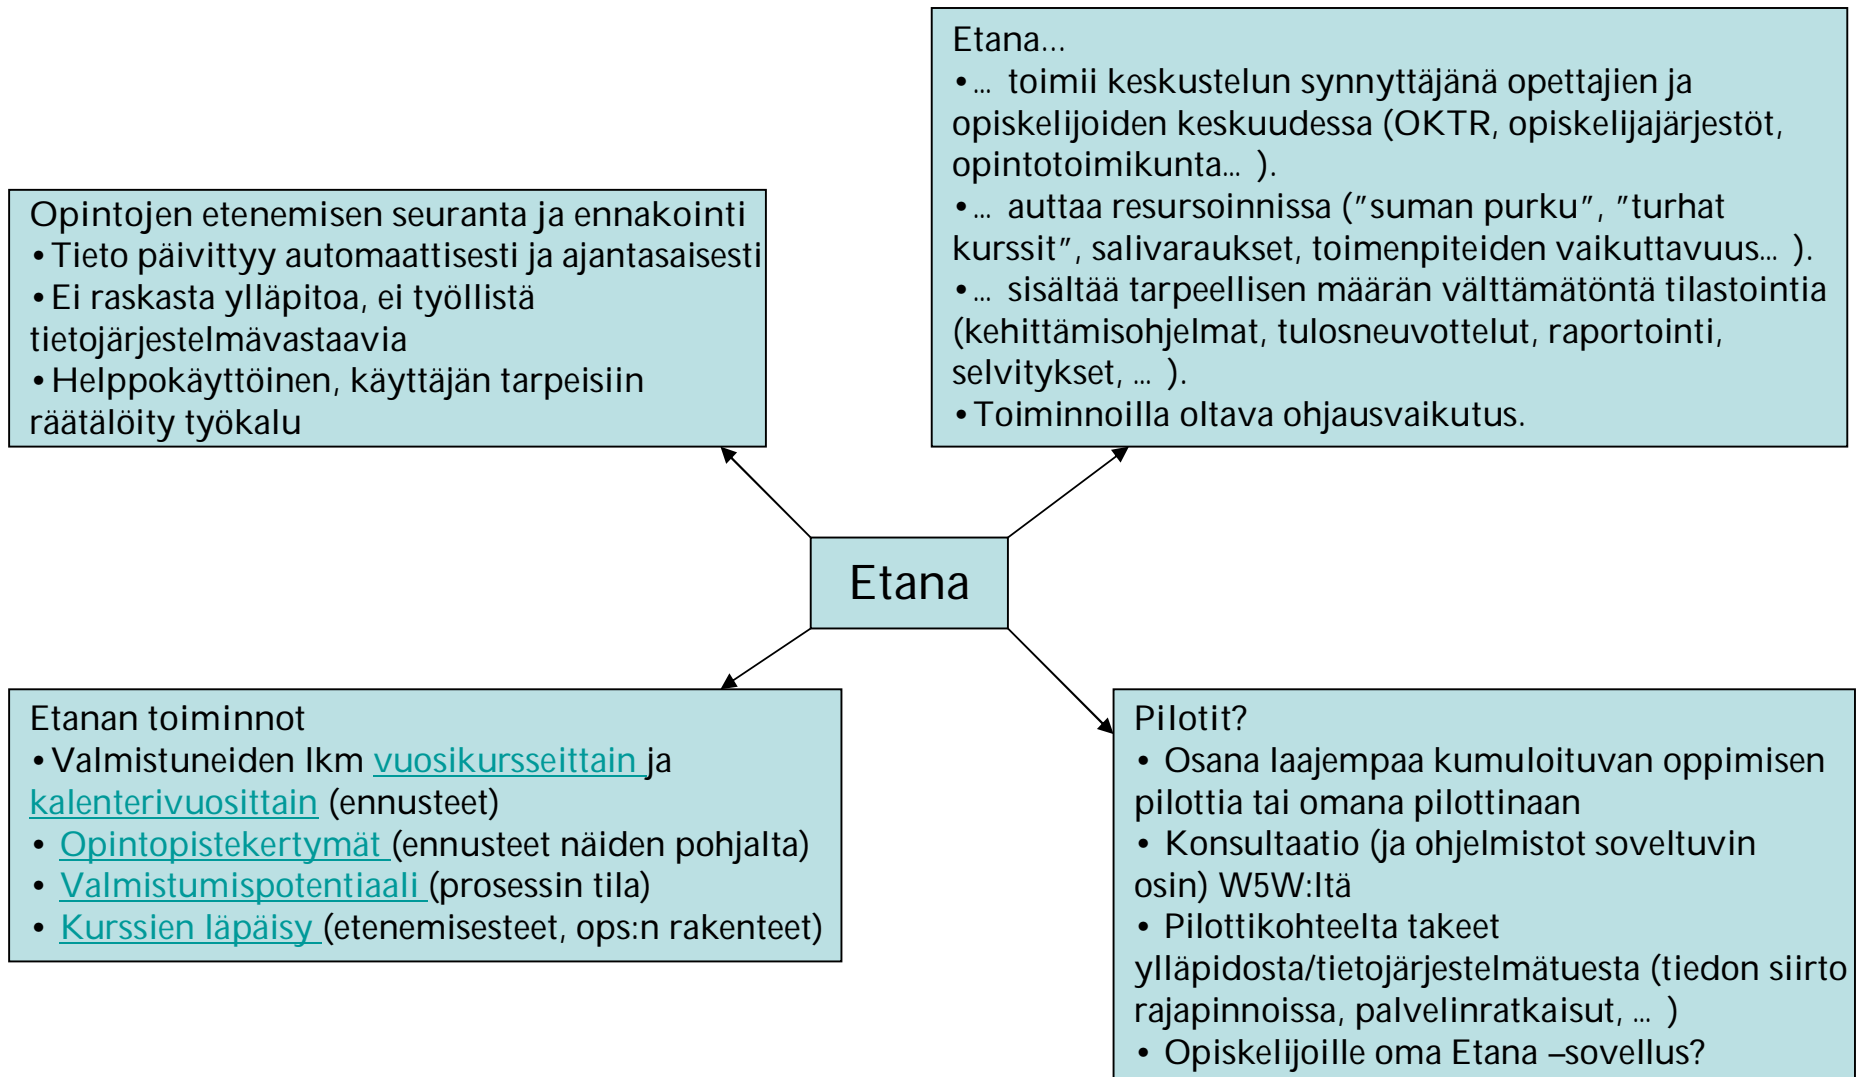 Etana...
•... toimii keskustelun synnyttäjänä opettajien ja
opiskelijoiden keskuudessa (OKTR, opiskelijajärjestöt,
opintotoimikunta... ).
•... auttaa resursoinnissa (”suman purku”, ”turhat
kurssit”, salivaraukset, toimenpiteiden vaikuttavuus... ).
•... sisältää tarpeellisen määrän välttämätöntä tilastointia
(kehittämisohjelmat, tulosneuvottelut, raportointi,
selvitykset, ... ).
•Toiminnoilla oltava ohjausvaikutus.
Opintojen etenemisen seuranta ja ennakointi
•Tieto päivittyy automaattisesti ja ajantasaisesti
•Ei raskasta ylläpitoa, ei työllistä
tietojärjestelmävastaavia
•Helppokäyttöinen, käyttäjän tarpeisiin
räätälöity työkalu
Etana
Etanan toiminnot
•Valmistuneiden lkm vuosikursseittain ja
kalenterivuosittain (ennusteet)
• Opintopistekertymät (ennusteet näiden pohjalta)
• Valmistumispotentiaali (prosessin tila)
• Kurssien läpäisy (etenemisesteet, ops:n rakenteet)
Pilotit?
• Osana laajempaa kumuloituvan oppimisen
pilottia tai omana pilottinaan
• Konsultaatio (ja ohjelmistot soveltuvin
osin) W5W:ltä
• Pilottikohteelta takeet
ylläpidosta/tietojärjestelmätuesta (tiedon siirto
rajapinnoissa, palvelinratkaisut, ... )
• Opiskelijoille oma Etana –sovellus?